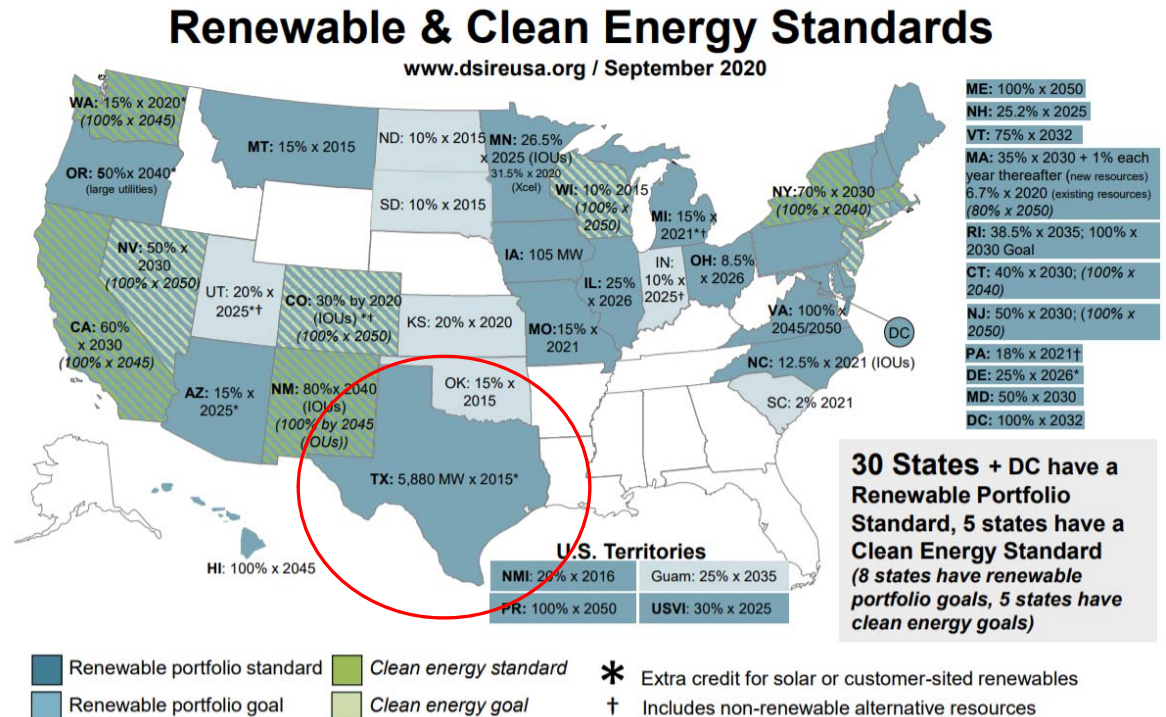 Renewable & Clean Energy Standards
www.dsireusa.org / September 2020
WA: 15% x 2020*
(100% x 2045)
OR: 50%x 2040*
(large utilities)
MT: 15% x 2015
ND: 10% x 2015
SD: 10% x 2015
MN: 26.5%
x 2025 (IOUs)
31.5% x 2020
(Xcel)
WI: 10% 2015
(100% x
2050)
MI: 15% x
2021*†
NY:70% x 2030
(100% x 2040)
NV: 50% x
2030
(100% x 2050)
UT: 20% x
2025*†
CO: 30% by 2020
(IOUs) *†
(100% x 2050)
KS: 20% x 2020
IA: 105 MW
IL: 25%
x 2026
IN:
10% x
2025†
OH: 8.5%
x 2026
MO:15% x
2021
VA: 100% x
2045/2050
DC
NC: 12.5% x 2021 (IOUs)
SC: 2% 2021
CA: 60%
x 2030
(100% x 2045)
AZ: 15% x
2025*
NM: 80%x 2040
(IOUs)
(100% by 2045
(IOUs))
OK: 15% x
2015
TX: 5,880 MW x 2015*
HI: 100% x 2045
ME: 100% x 2050
NH: 25.2% x 2025
VT: 75% x 2032
MA: 35% x 2030 + 1% each
year thereafter (new resources)
6.7% x 2020 (existing resources)
(80% x 2050)
RI: 38.5% x 2035; 100% x
2030 Goal
CT: 40% x 2030; (100% x
2040)
NJ: 50% x 2030; (100% x
2050)
PA: 18% x 2021†
DE: 25% x 2026*
MD: 50% x 2030
DC: 100% x 2032
30 States + DC have a
Renewable Portfolio
Standard, 5 states have a
Clean Energy Standard
(8 states have renewable
portfolio goals, 5 states have
clean energy goals)
U.S. Territories
NMI: 20% x 2016
Guam: 25% x 2035
PR: 100% x 2050
USVI: 30% x 2025
Renewable portfolio standard
Clean energy standard
* Extra credit for solar or customer-sited renewables
Renewable portfolio goal
Clean energy goal
† Includes non-renewable alternative resources